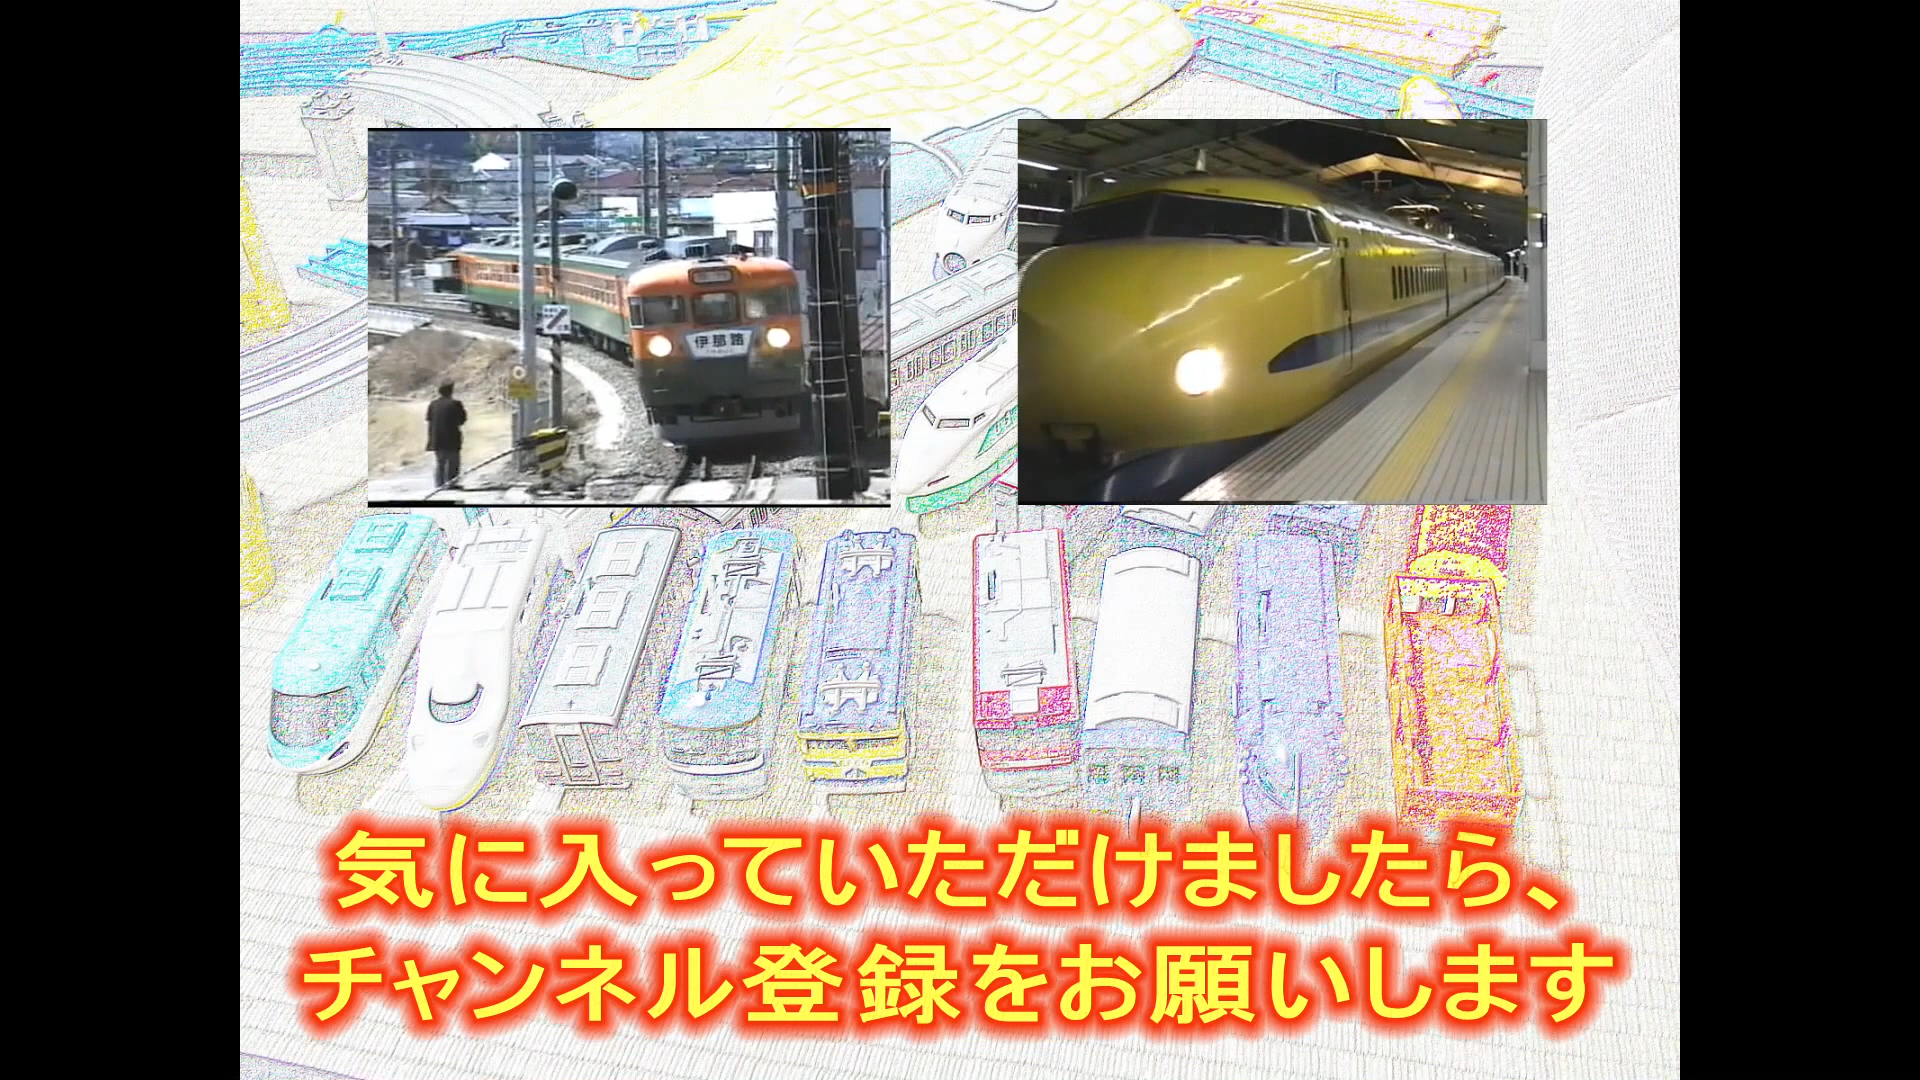 伊那路
気に入っていただけましたら、
チャンネル登録をお願いします